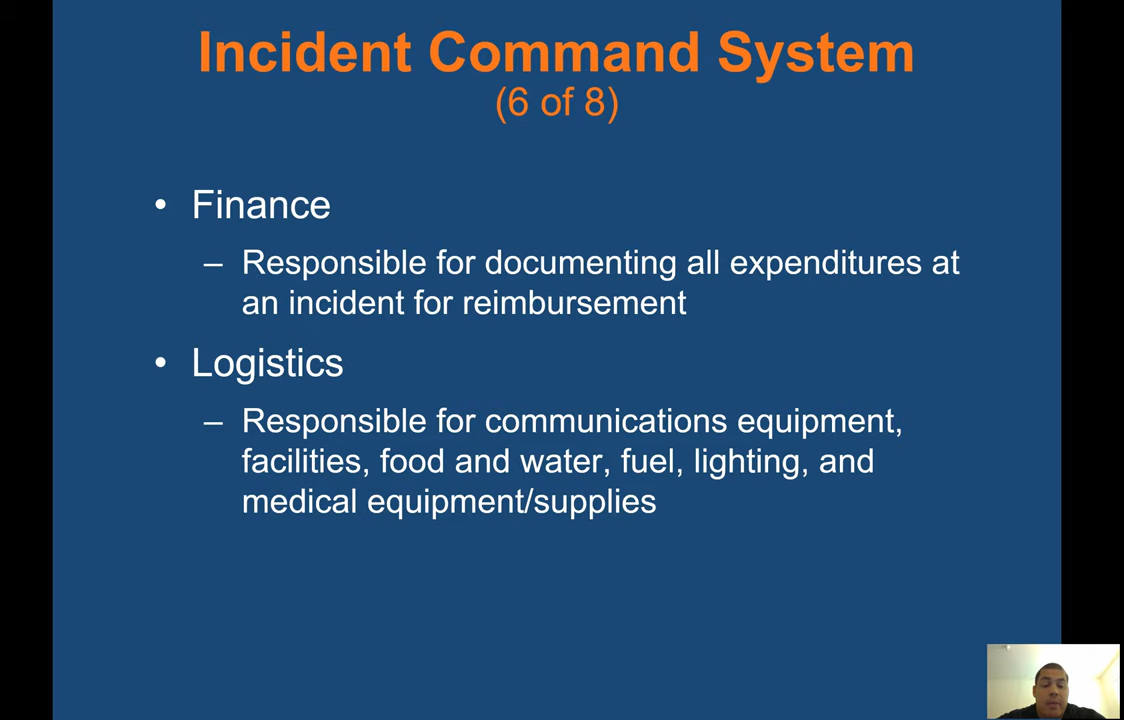 Incident Command System
(6 of 8)
• Finance
– Responsible for documenting all expenditures at
an incident for reimbursement
• Logistics
– Responsible for communications equipment,
facilities, food and water, fuel, lighting, and
medical equipment/supplies